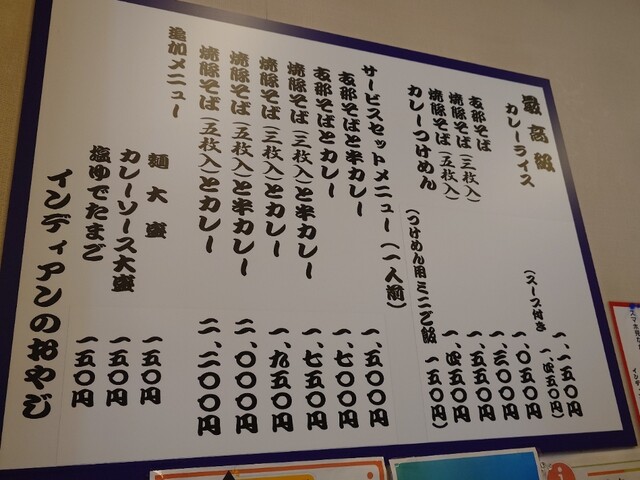 最高級
カレーライス
(スープ付き 一、四五〇円)
一、一五〇円
支那そば 一、〇五〇円
焼豚そば(三枚入) 一、三〇〇円
焼豚そば(五枚入) 一、五五〇円
カレーつけめん 一、四五〇円
(つけめん用ミニご飯 一五〇円)
サービスセットメニュー(一人前)
支那そばと半カレー 一、五〇〇円
支那そばとカレー 一、七〇〇円
焼豚そば(三枚入)と半カレー 一、七五〇円
焼豚そば(三枚入)とカレー 一、九五〇円
焼豚そば(五枚入)と半カレー 二、〇〇〇円
焼豚そば(五枚入)とカレー 二、二〇〇円
追加メニュー
麺大盛 一五〇円
カレーソース大盛 一五〇円
塩ゆでたまご 一五〇円
インディアンのおやじ